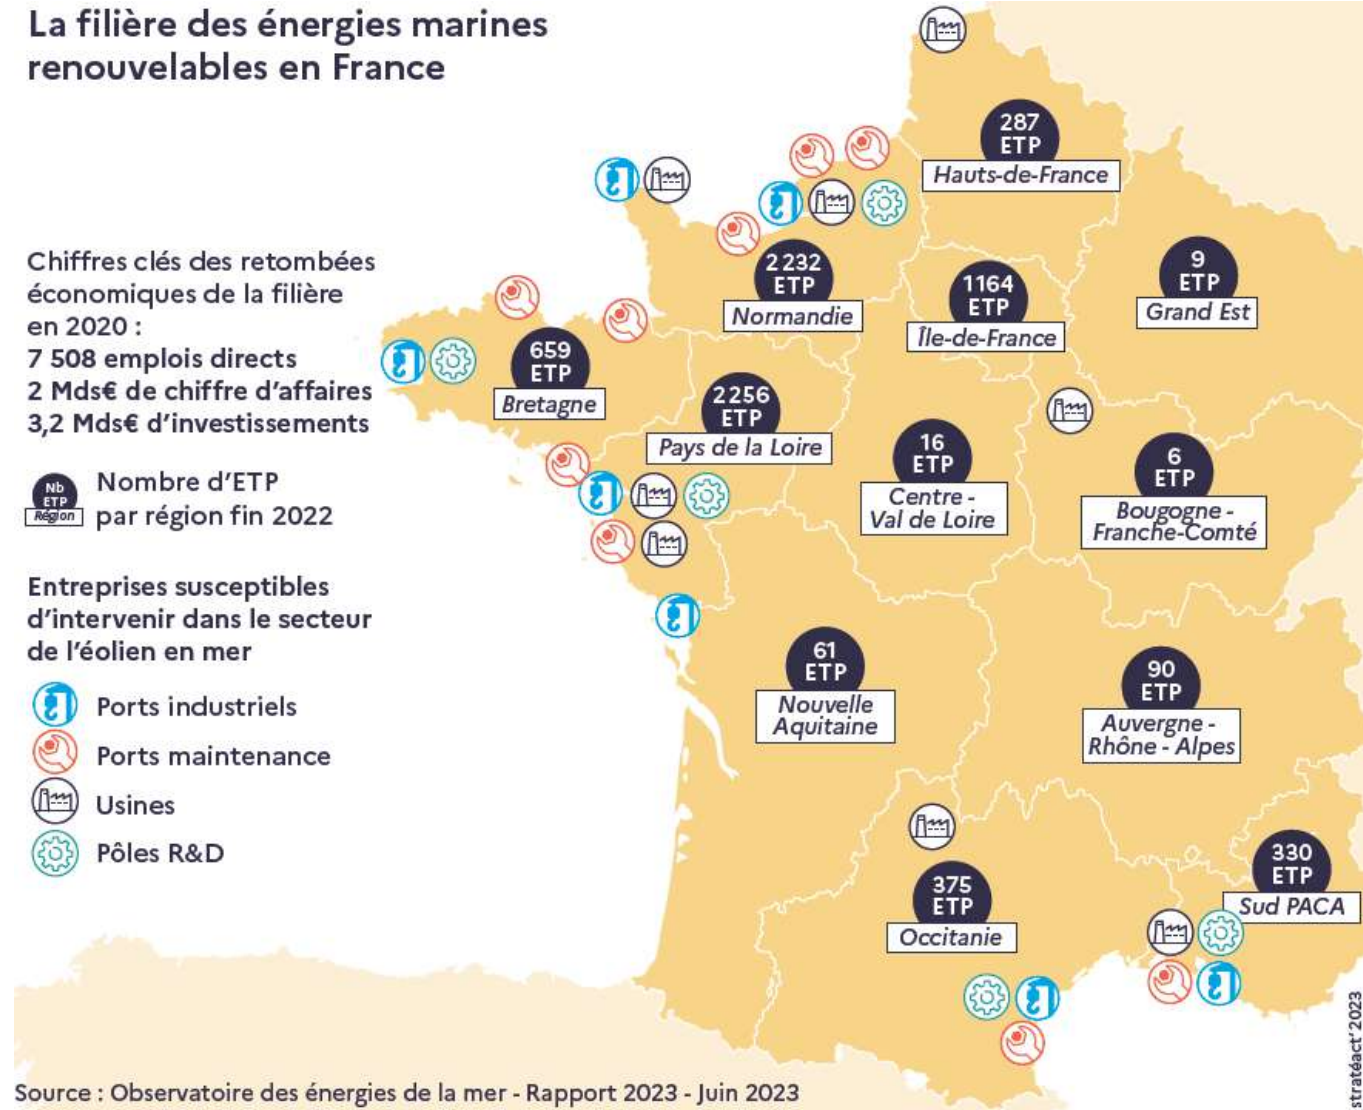 La filière des énergies marines
renouvelables en France
Chiffres clés des retombées
économiques de la filière
en 2020 :
7 508 emplois directs
2 Mds€ de chiffre d'affaires
3,2 Mds€ d'investissements
Nb
ETP
Région
Nombre d'ETP
par région fin 2022
Entreprises susceptibles
d'intervenir dans le secteur
de l'éolien en mer
Ports industriels
Ports maintenance
Usines
Pôles R&D
287
ETP
Hauts-de-France
2 232
ETP
Normandie
1164
ETP
Île-de-France
9
ETP
Grand Est
659
ETP
Bretagne
2 256
ETP
Pays de la Loire
16
ETP
Centre -
Val de Loire
6
ETP
Bougogne -
Franche-Comté
61
ETP
Nouvelle
Aquitaine
90
ETP
Auvergne -
Rhône - Alpes
375
ETP
Occitanie
330
ETP
Sud PACA
Source : Observatoire des énergies de la mer - Rapport 2023 - Juin 2023
stratéact'2023